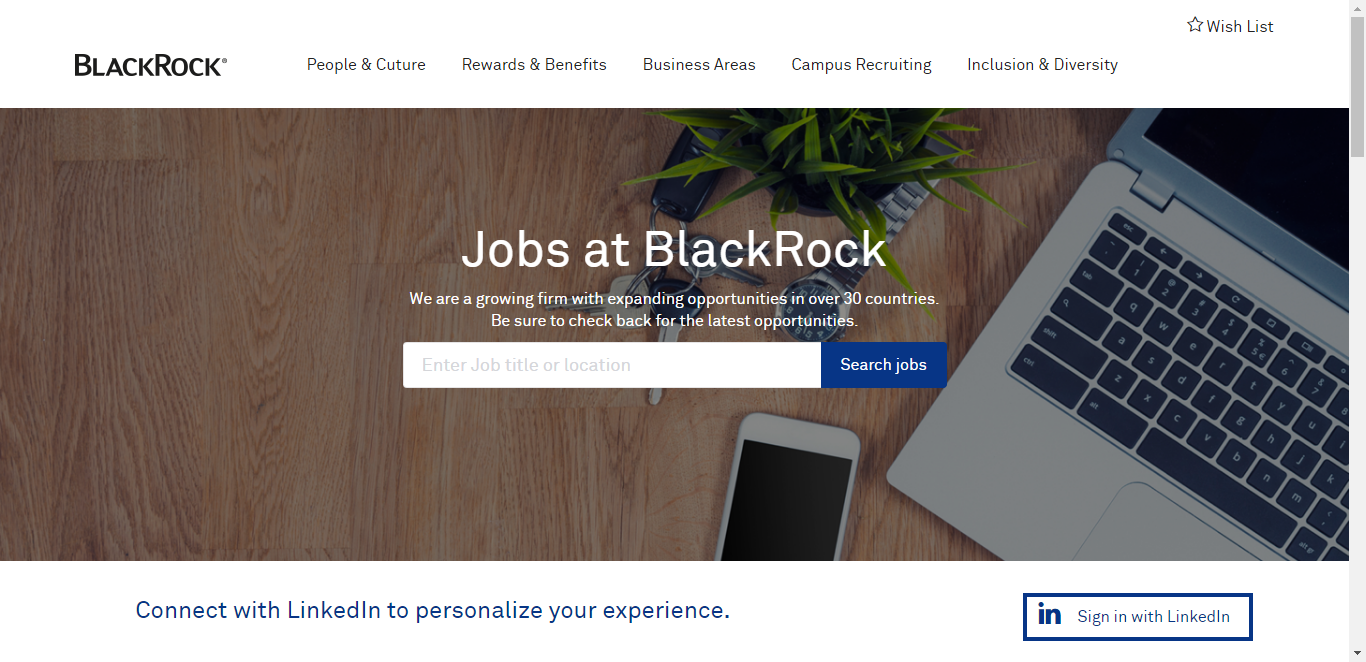 Wish List
BLACKROCK®
People & Cuture
Rewards & Benefits
Business Areas
Campus Recruiting
Inclusion & Diversity
Jobs at BlackRock
We are a growing firm with expanding opportunities in over 30 countries.
Be sure to check back for the latest opportunities.
Enter Job title or location
Search jobs
Connect with LinkedIn to personalize your experience.
in Sign in with LinkedIn